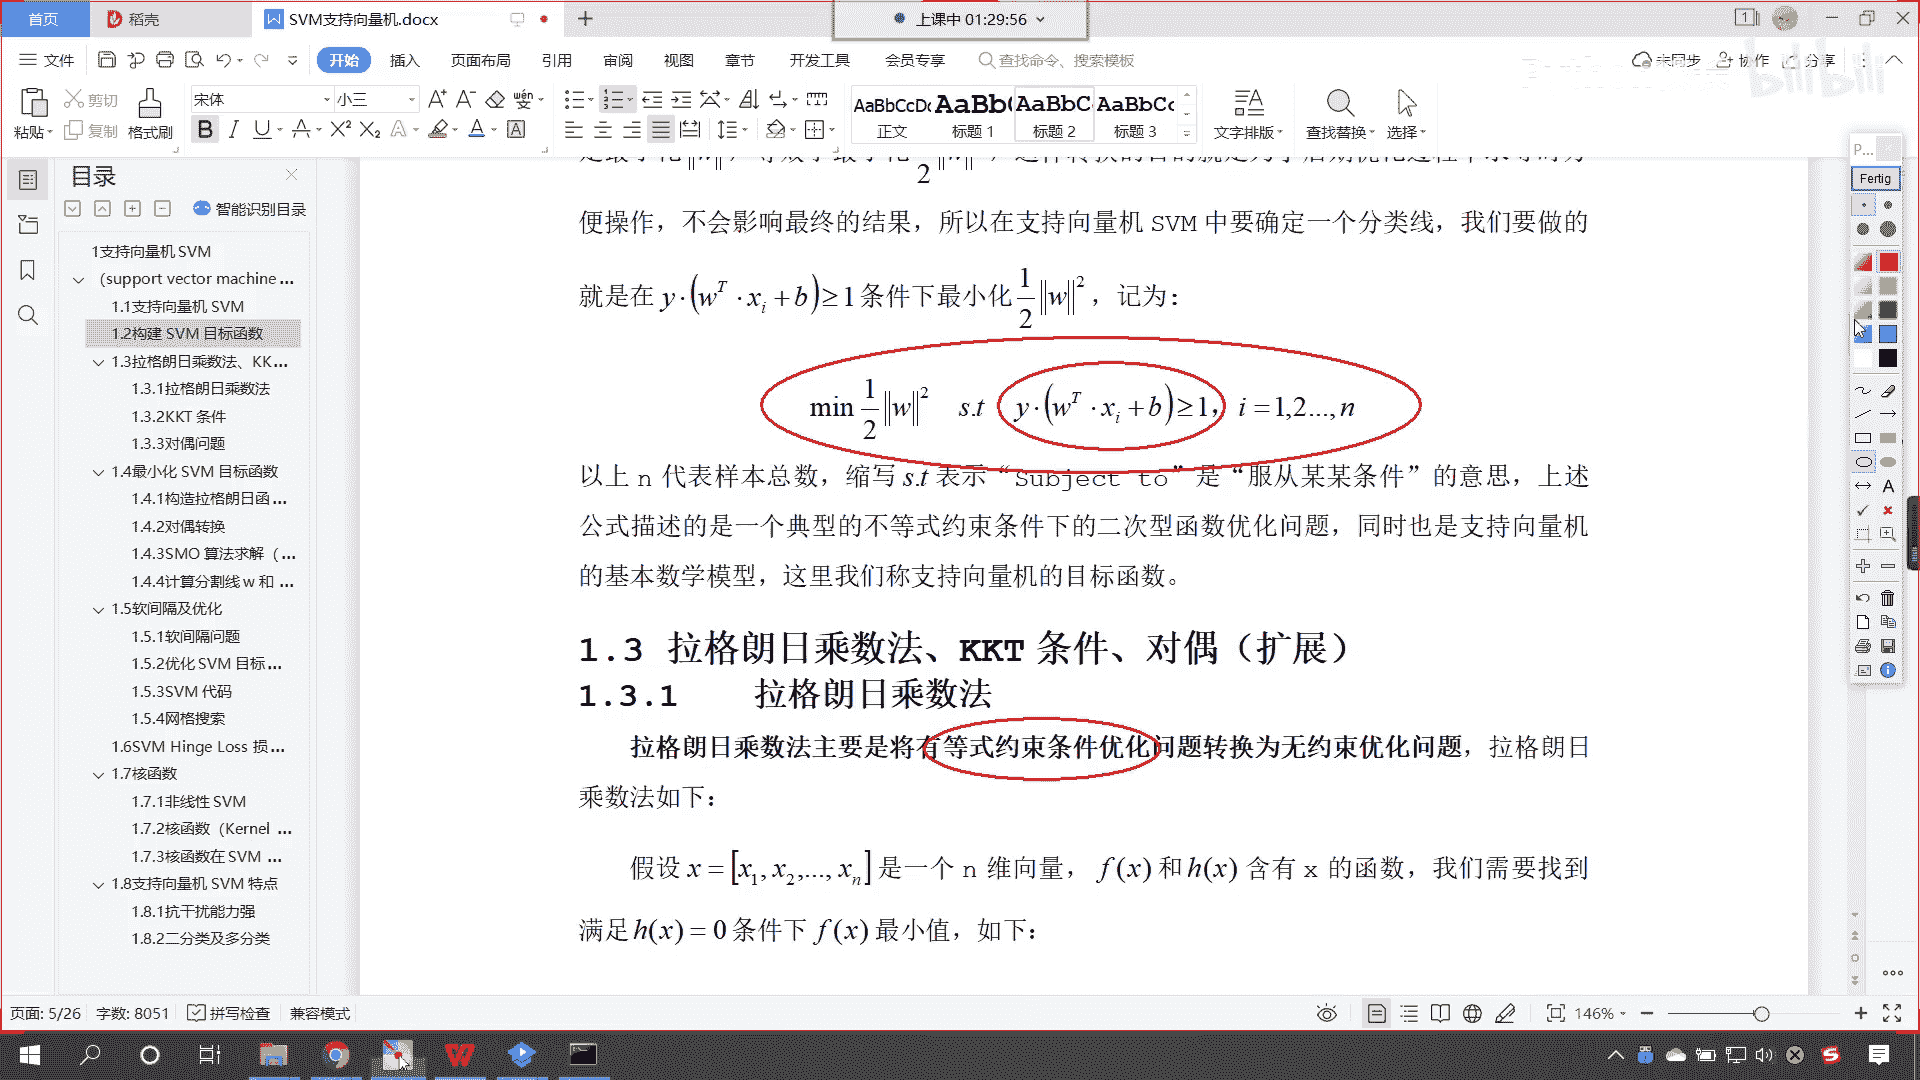 首页
稻壳
SVM支持向量机.docx
上课中 01:29:56
文件
开始 插入 页面布局 引用 审阅 视图 章节 开发工具 会员专享 查找命令、搜索模板
未同步 协作 分享
bilibili
粘贴 剪切 复制 格式刷
宋体 小三
AaBbCcDc AaBb( AaBbC AaBbCc
正文 标题 1 标题 2 标题 3
文字排版 查找替换 选择
P...
Fertig
目录
智能识别目录
1支持向量机 SVM
(support vector machine ...
1.1支持向量机 SVM
1.2构建 SVM 目标函数
1.3拉格朗日乘数法、KK...
1.3.1拉格朗日乘数法
1.3.2KKT 条件
1.3.3对偶问题
1.4最小化 SVM 目标函数
1.4.1构造拉格朗日函 ...
1.4.2对偶转换
1.4.3SMO 算法求解（ ...
1.4.4计算分割线 w 和 ...
1.5软间隔及优化
1.5.1软间隔问题
1.5.2优化 SVM 目标...
1.5.3SVM 代码
1.5.4网格搜索
1.6SVM Hinge Loss 损...
1.7核函数
1.7.1非线性 SVM
1.7.2核函数（Kernel ...
1.7.3核函数在 SVM ...
1.8支持向量机 SVM 特点
1.8.1抗干扰能力强
1.8.2二分类及多分类
便操作，不会影响最终的结果，所以在支持向量机 SVM 中要确定一个分类线，我们要做的
就是在 y·(w^T·x_i+b)≥1 条件下最小化 1/2‖w‖²，记为：
min 1/2‖w‖² s.t y·(w^T·x_i+b)≥1， i=1,2...,n
以上 n 代表样本总数，缩写 s.t 表示“Subject to”是“服从某某条件”的意思，上述
公式描述的是一个典型的不等式约束条件下的二次型函数优化问题，同时也是支持向量机
的基本数学模型，这里我们称支持向量机的目标函数。
1.3 拉格朗日乘数法、KKT 条件、对偶（扩展）
1.3.1 拉格朗日乘数法
拉格朗日乘数法主要是将有等式约束条件优化问题转换为无约束优化问题，拉格朗日
乘数法如下：
假设 x=[x₁,x₂,...,xₙ] 是一个 n 维向量，f(x) 和 h(x) 含有 x 的函数，我们需要找到
满足 h(x)=0 条件下 f(x) 最小值，如下：
页面: 5/26 字数: 8051 拼写检查 兼容模式
146%